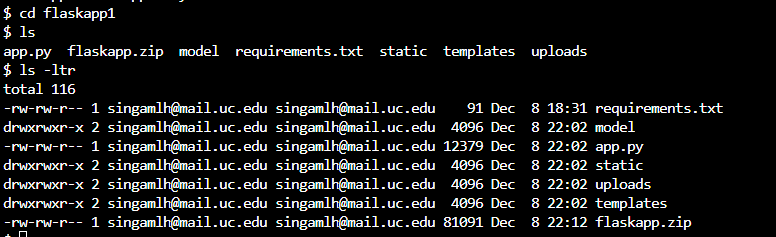 $ cd flaskapp1
$ ls
app.py  flaskapp.zip  model  requirements.txt  static  templates  uploads
$ ls -ltr
total 116
-rw-rw-r-- 1 singamlh@mail.uc.edu singamlh@mail.uc.edu    91 Dec  8 18:31 requirements.txt
drwxrwxr-x 2 singamlh@mail.uc.edu singamlh@mail.uc.edu  4096 Dec  8 22:02 model
-rw-rw-r-- 1 singamlh@mail.uc.edu singamlh@mail.uc.edu 12379 Dec  8 22:02 app.py
drwxrwxr-x 2 singamlh@mail.uc.edu singamlh@mail.uc.edu  4096 Dec  8 22:02 static
drwxrwxr-x 2 singamlh@mail.uc.edu singamlh@mail.uc.edu  4096 Dec  8 22:02 uploads
drwxrwxr-x 2 singamlh@mail.uc.edu singamlh@mail.uc.edu  4096 Dec  8 22:02 templates
-rw-rw-r-- 1 singamlh@mail.uc.edu singamlh@mail.uc.edu 81091 Dec  8 22:12 flaskapp.zip